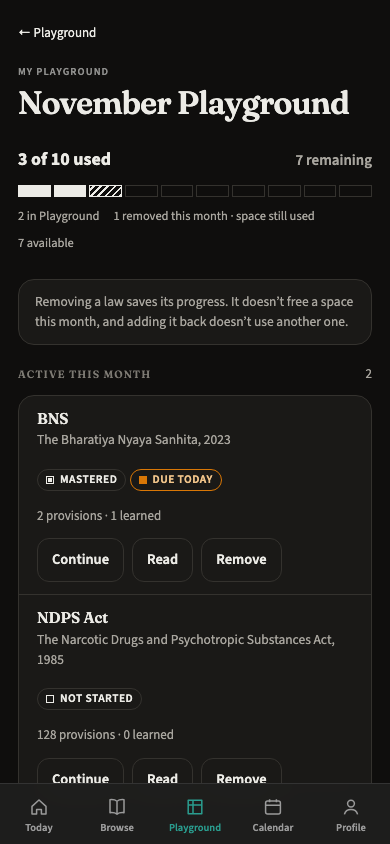 ← Playground
MY PLAYGROUND
November Playground
3 of 10 used
7 remaining
2 in Playground
1 removed this month · space still used
7 available
Removing a law saves its progress. It doesn’t free a space
this month, and adding it back doesn’t use another one.
ACTIVE THIS MONTH
2
BNS
The Bharatiya Nyaya Sanhita, 2023
MASTERED
DUE TODAY
2 provisions · 1 learned
Continue
Read
Remove
NDPS Act
The Narcotic Drugs and Psychotropic Substances Act,
1985
NOT STARTED
128 provisions · 0 learned
Continue
Read
Remove
Today
Browse
Playground
Calendar
Profile